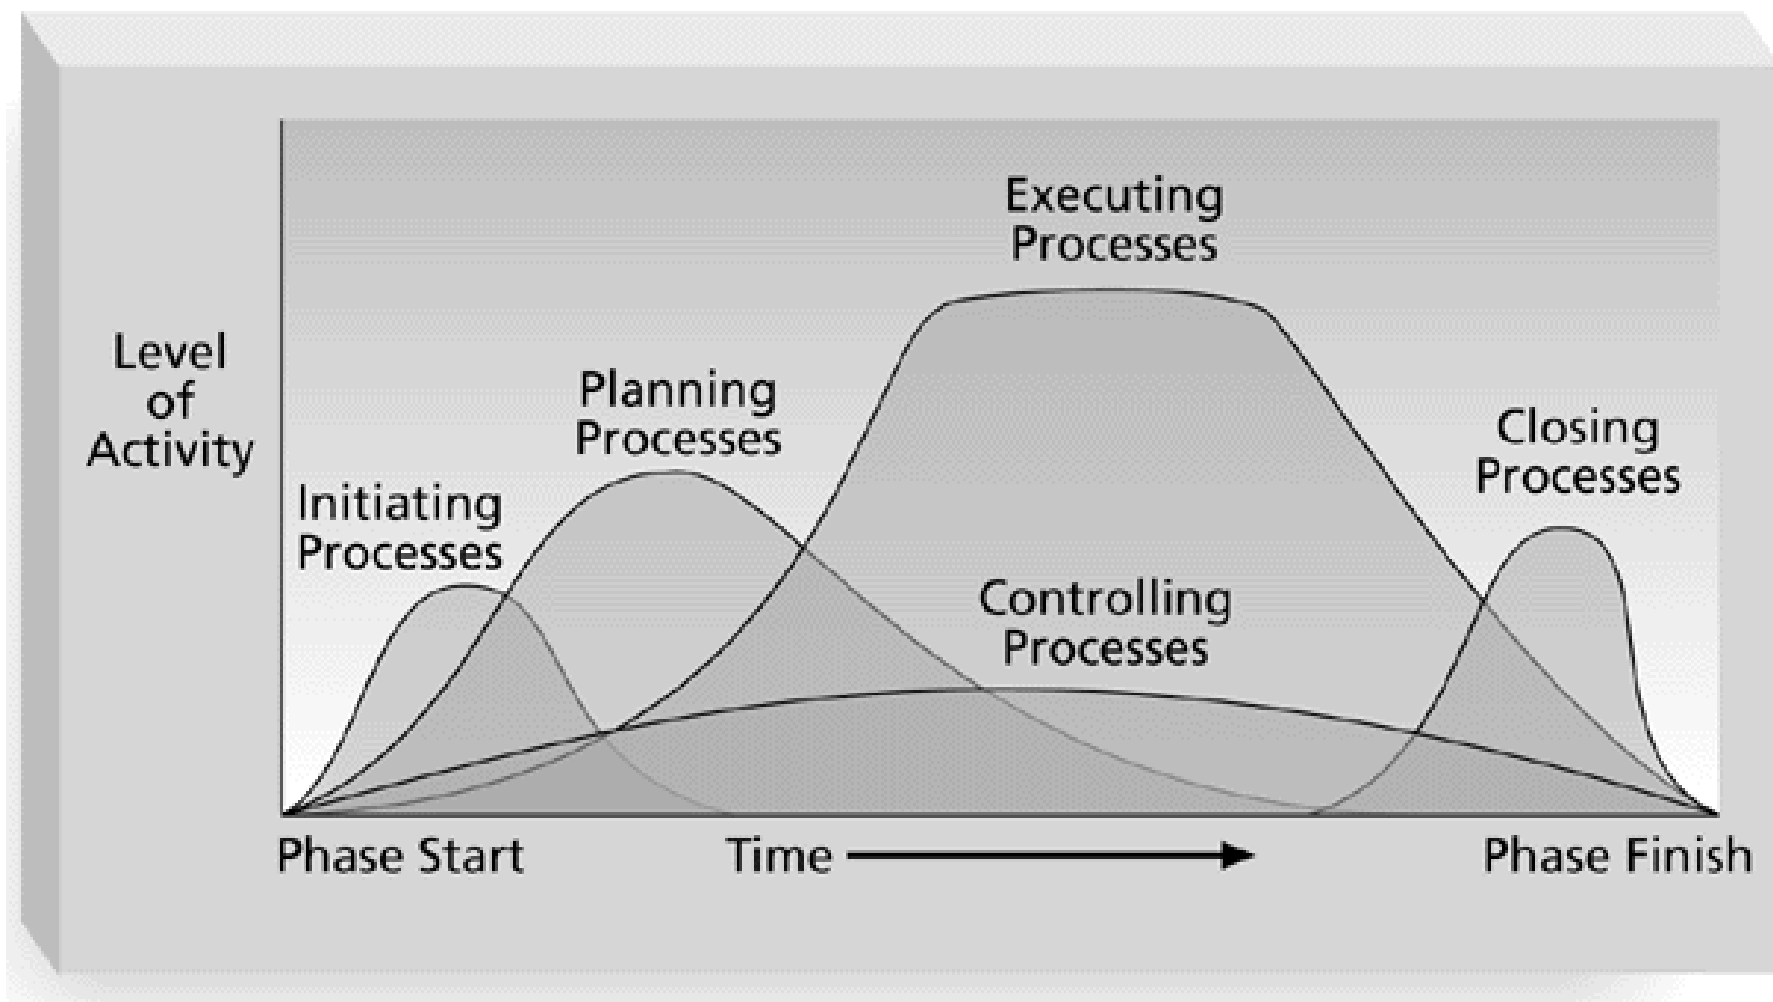 Executing
Processes
Level
of
Activity
Planning
Processes
Closing
Processes
Initiating
Processes
Controlling
Processes
Phase Start
Time
Phase Finish